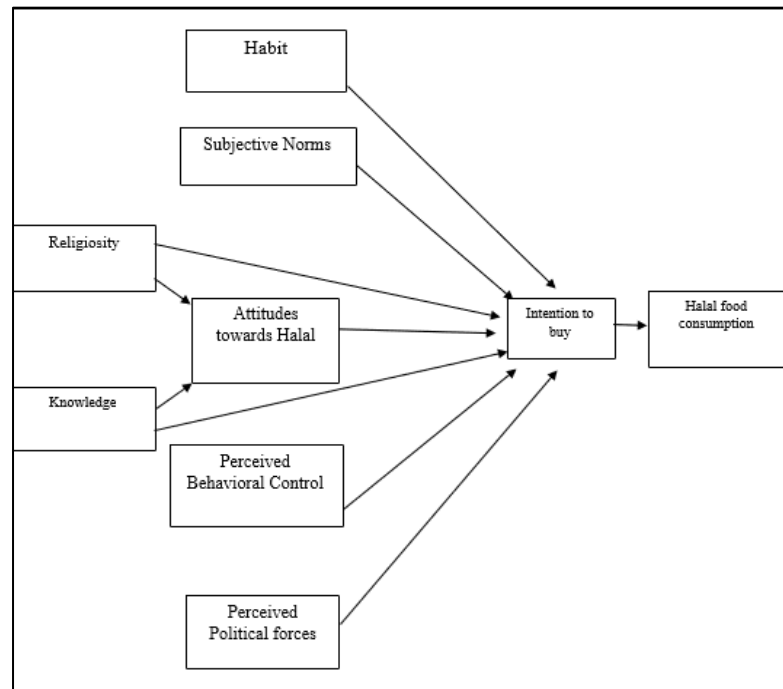 Habit
Subjective Norms
Religiosity
Attitudes
towards Halal
Intention to
buy
Halal food
consumption
Knowledge
Perceived
Behavioral Control
Perceived
Political forces